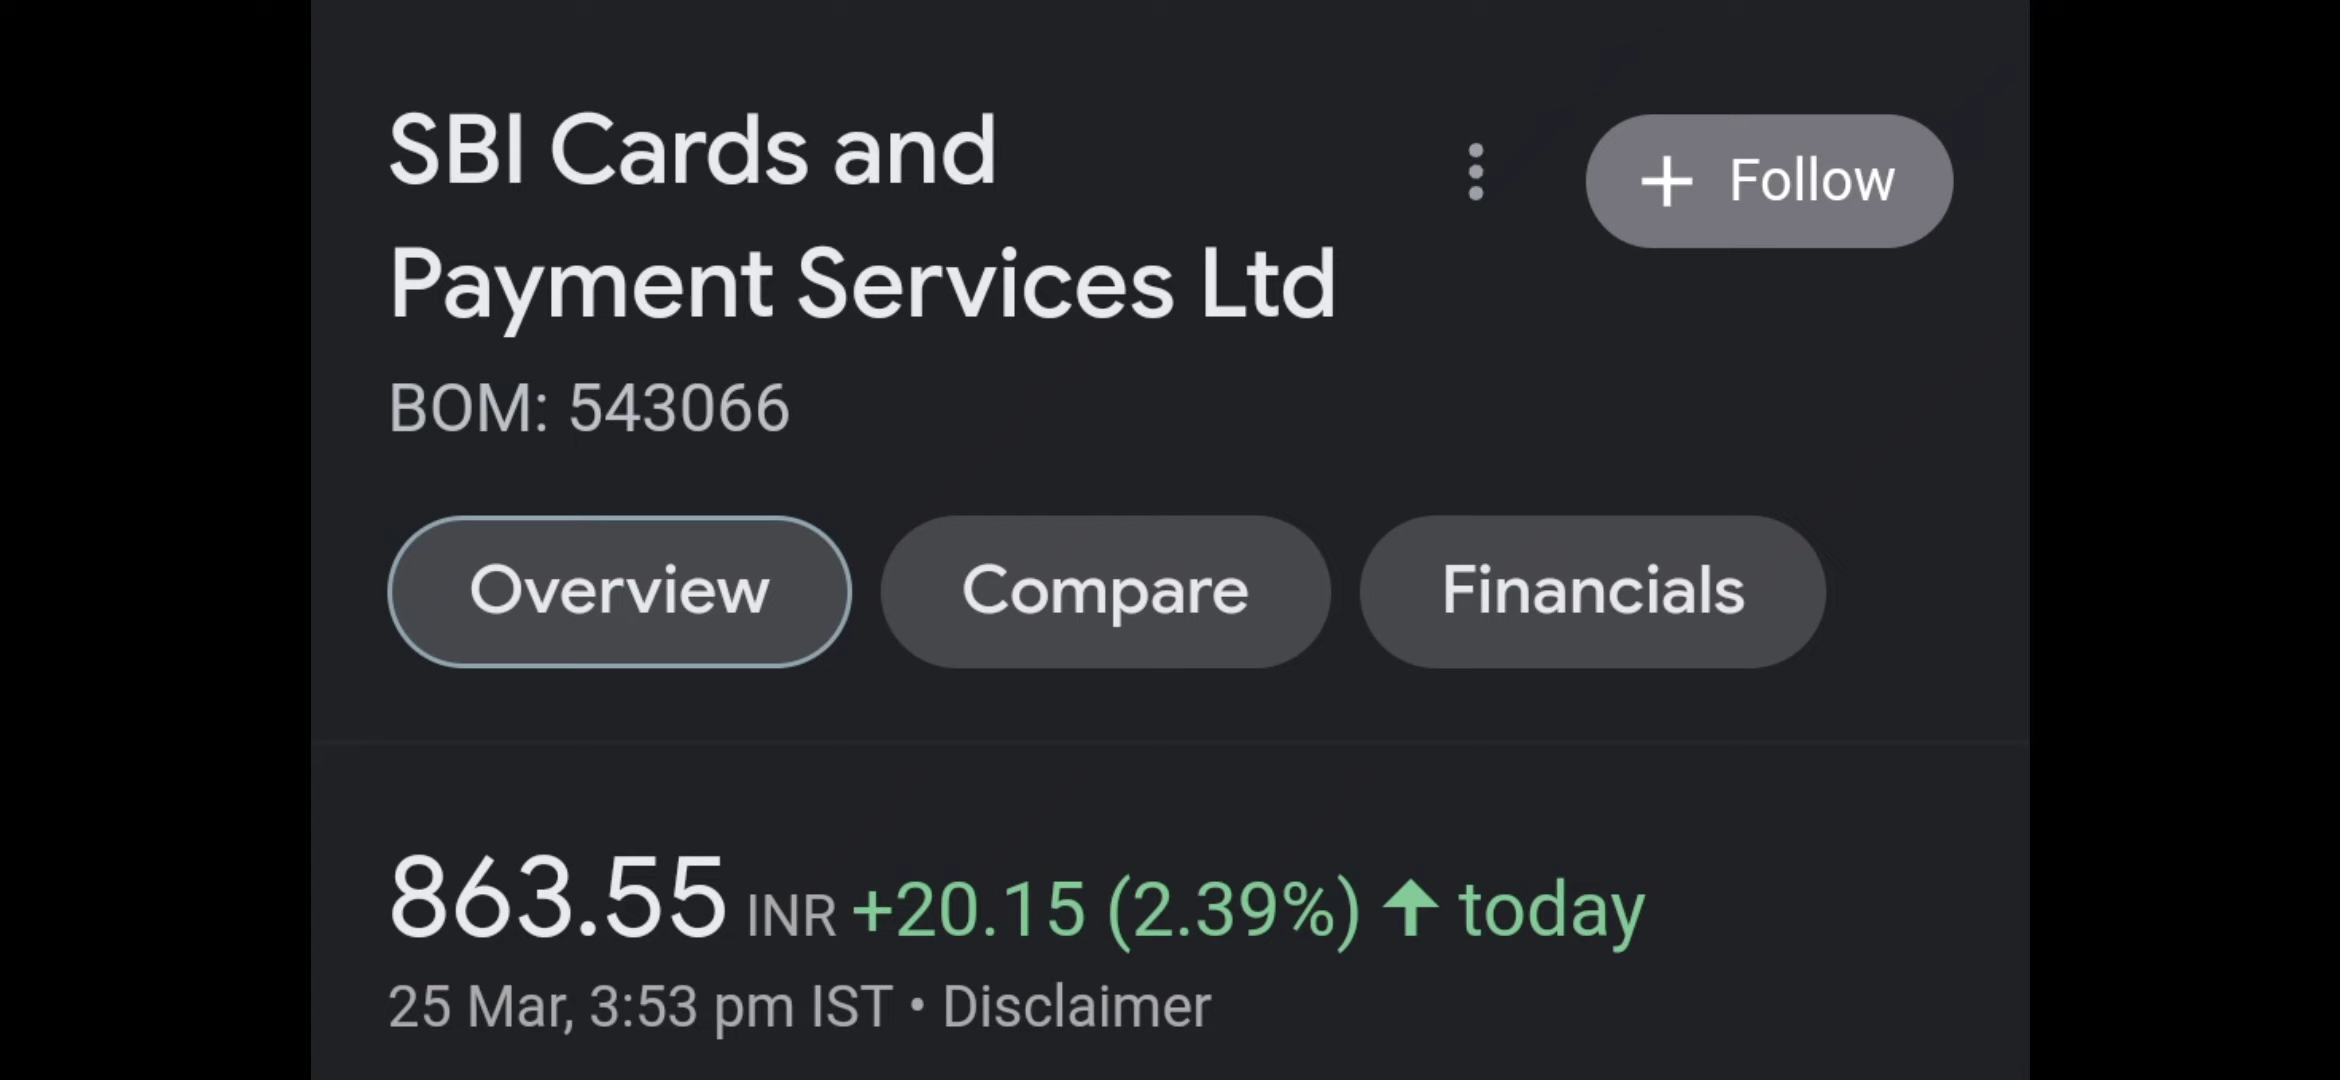 SBI Cards and
Payment Services Ltd
+ Follow
BOM: 543066
Overview Compare Financials
863.55 INR +20.15 (2.39%) ↑ today
25 Mar, 3:53 pm IST • Disclaimer